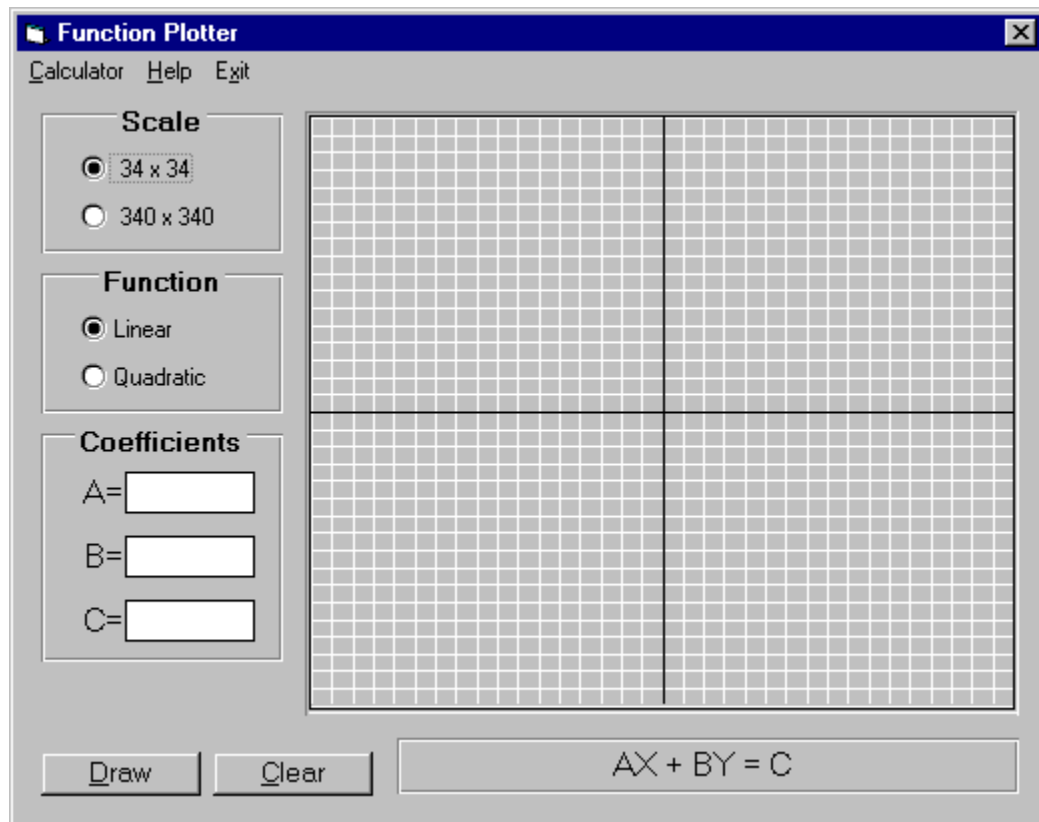 Function Plotter
Calculator Help Exit
Scale
34 x 34
340 x 340
Function
Linear
Quadratic
Coefficients
A=
B=
C=
Draw Clear AX + BY = C